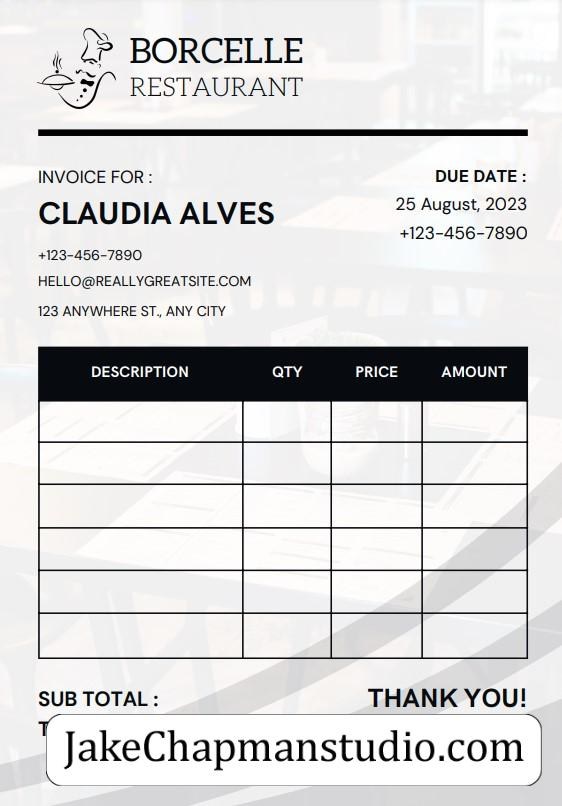 BORCELLE
RESTAURANT
INVOICE FOR :
CLAUDIA ALVES
+123-456-7890
HELLO@REALLYGREATSITE.COM
123 ANYWHERE ST., ANY CITY
DUE DATE :
25 August, 2023
+123-456-7890
DESCRIPTION QTY PRICE AMOUNT
SUB TOTAL :
THANK YOU!
JakeChapmanstudio.com